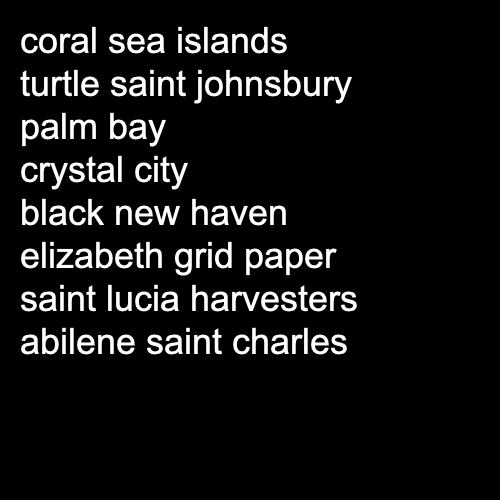 coral sea islands
turtle saint johnsbury
palm bay
crystal city
black new haven
elizabeth grid paper
saint lucia harvesters
abilene saint charles